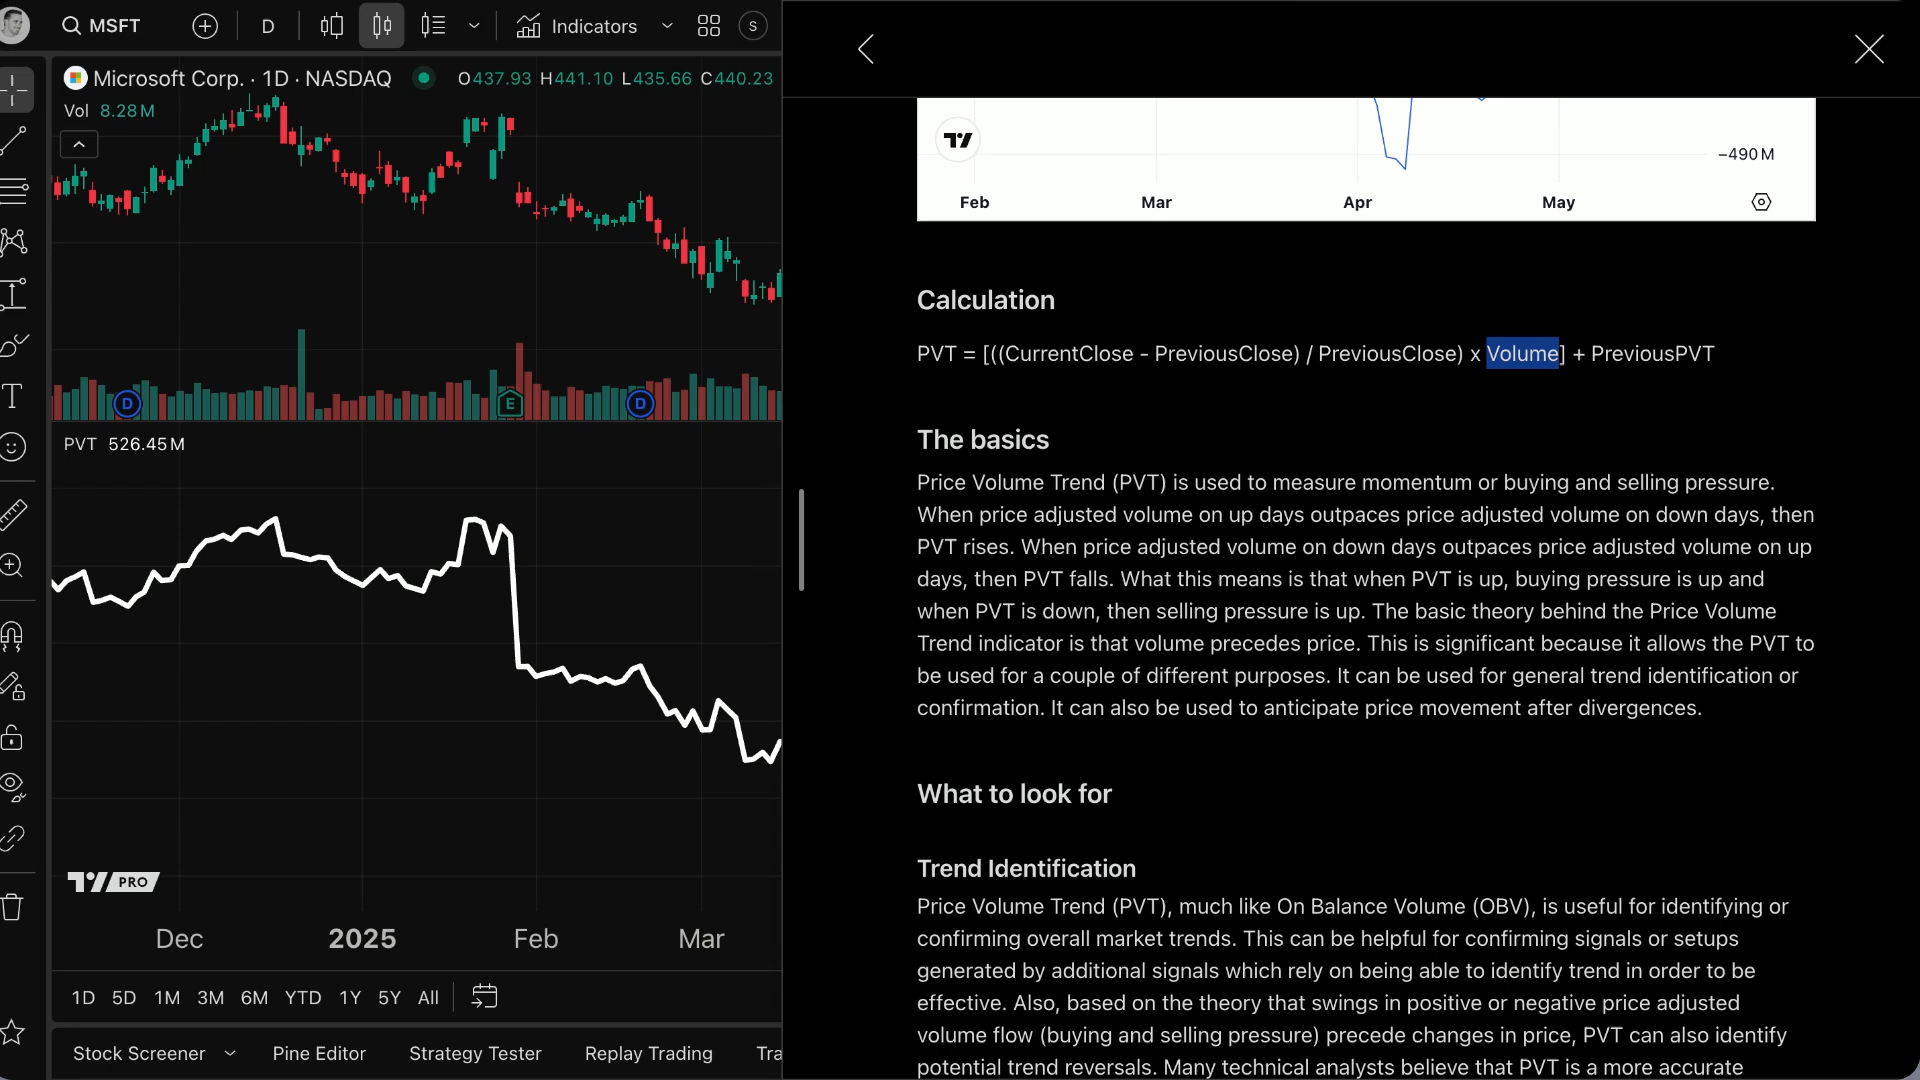 MSFT
D
Indicators
S
Microsoft Corp. · 1D · NASDAQ
O437.93 H441.10 L435.66 C440.23
Vol 8.28M
D
E
D
PVT 526.45M
PRO
Dec 2025 Feb Mar
1D 5D 1M 3M 6M YTD 1Y 5Y All
Stock Screener Pine Editor Strategy Tester Replay Trading Tra
−490M
Feb Mar Apr May
Calculation
PVT = [((CurrentClose - PreviousClose) / PreviousClose) x Volume] + PreviousPVT
The basics
Price Volume Trend (PVT) is used to measure momentum or buying and selling pressure.
When price adjusted volume on up days outpaces price adjusted volume on down days, then
PVT rises. When price adjusted volume on down days outpaces price adjusted volume on up
days, then PVT falls. What this means is that when PVT is up, buying pressure is up and
when PVT is down, then selling pressure is up. The basic theory behind the Price Volume
Trend indicator is that volume precedes price. This is significant because it allows the PVT to
be used for a couple of different purposes. It can be used for general trend identification or
confirmation. It can also be used to anticipate price movement after divergences.
What to look for
Trend Identification
Price Volume Trend (PVT), much like On Balance Volume (OBV), is useful for identifying or
confirming overall market trends. This can be helpful for confirming signals or setups
generated by additional signals which rely on being able to identify trend in order to be
effective. Also, based on the theory that swings in positive or negative price adjusted
volume flow (buying and selling pressure) precede changes in price, PVT can also identify
potential trend reversals. Many technical analysts believe that PVT is a more accurate